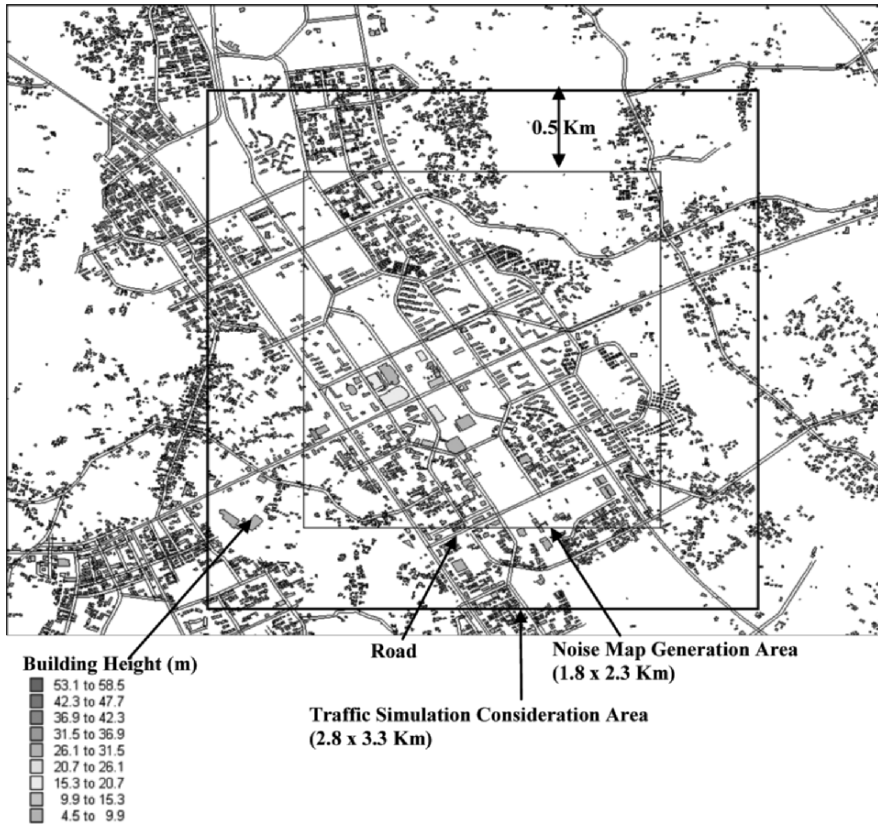 0.5 Km
Building Height (m)
53.1 to 58.5
42.3 to 47.7
36.9 to 42.3
31.5 to 36.9
26.1 to 31.5
20.7 to 26.1
15.3 to 20.7
9.9 to 15.3
4.5 to 9.9
Road
Noise Map Generation Area
(1.8 x 2.3 Km)
Traffic Simulation Consideration Area
(2.8 x 3.3 Km)